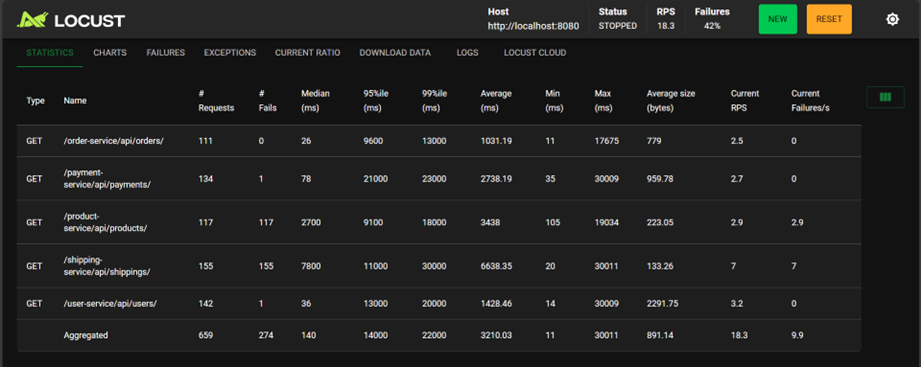 LOCUST
Host
http://localhost:8080
Status
STOPPED
RPS
18.3
Failures
42%
NEW
RESET
STATISTICS CHARTS FAILURES EXCEPTIONS CURRENT RATIO DOWNLOAD DATA LOGS LOCUST CLOUD
Type Name # Requests # Fails Median (ms) 95%ile (ms) 99%ile (ms) Average (ms) Min (ms) Max (ms) Average size (bytes) Current RPS Current Failures/s
GET /order-service/api/orders/ 111 0 26 9600 13000 1031.19 11 17675 779 2.5 0
GET /payment-service/api/payments/ 134 1 78 21000 23000 2738.19 35 30009 959.78 2.7 0
GET /product-service/api/products/ 117 117 2700 9100 18000 3438 105 19034 223.05 2.9 2.9
GET /shipping-service/api/shippings/ 155 155 7800 11000 30000 6638.35 20 30011 133.26 7 7
GET /user-service/api/users/ 142 1 36 13000 20000 1428.46 14 30009 2291.75 3.2 0
Aggregated 659 274 140 14000 22000 3210.03 11 30011 891.14 18.3 9.9